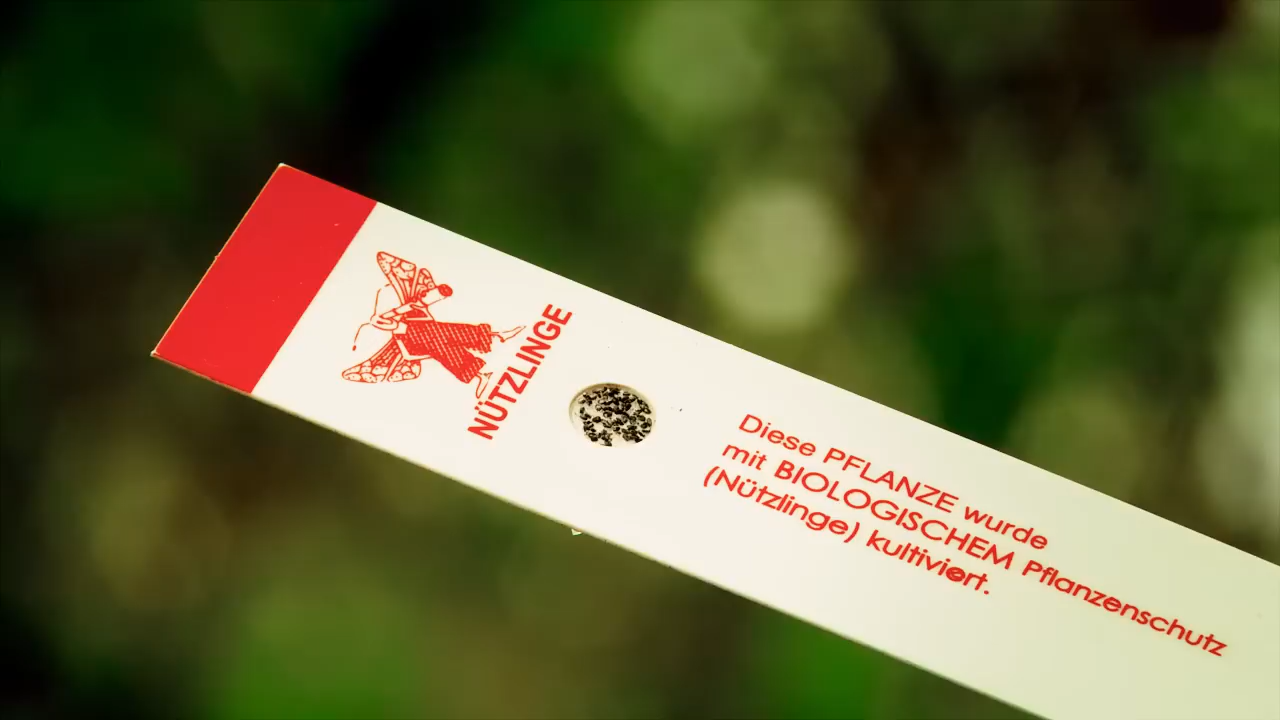 NÜTZLINGE
Diese PFLANZE wurde
mit BIOLOGISCHEM Pflanzenschutz
(Nützlinge) kultiviert.